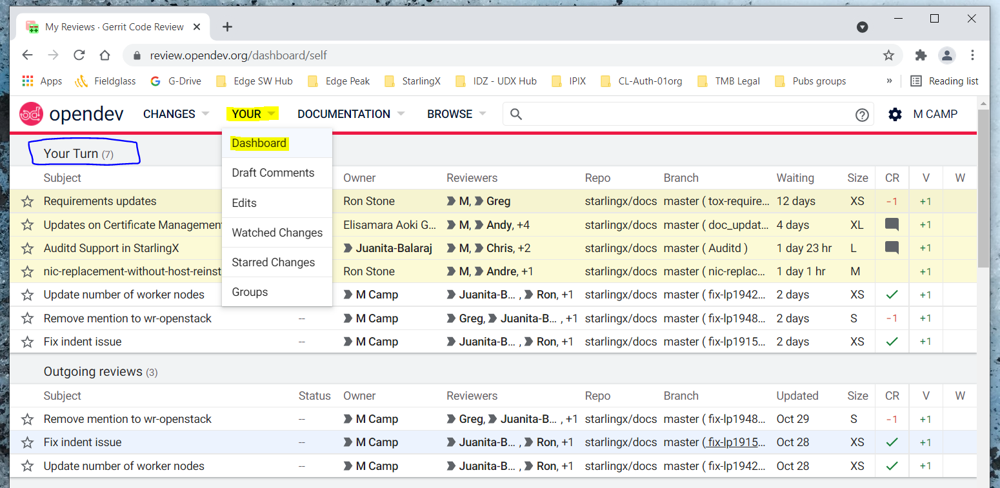 My Reviews · Gerrit Code Review
review.opendev.org/dashboard/self
Apps Fieldglass G-Drive Edge SW Hub Edge Peak StarlingX IDZ - UDX Hub IPIX CL-Auth-01org TMB Legal Pubs groups » Reading list
od opendev CHANGES YOUR DOCUMENTATION BROWSE M CAMP
Dashboard
Draft Comments
Edits
Watched Changes
Starred Changes
Groups
Your Turn (7)
Subject Owner Reviewers Repo Branch Waiting Size CR V W
Requirements updates Ron Stone M, Greg starlingx/docs master ( tox-require... 12 days XS -1 +1
Updates on Certificate Managemen Elisamara Aoki G... M, Andy, +4 starlingx/docs master ( doc_updat... 4 days XL +1
Auditd Support in StarlingX Juanita-Balaraj M, Chris, +2 starlingx/docs master ( Auditd ) 1 day 23 hr L +1
nic-replacement-without-host-reinst Ron Stone M, Andre, +1 starlingx/docs master ( nic-replac... 1 day 1 hr M +1
Update number of worker nodes M Camp Juanita-B... , Ron, +1 starlingx/docs master ( fix-lp1942... 2 days XS +1
Remove mention to wr-openstack -- M Camp Greg, Juanita-B... , +1 starlingx/docs master ( fix-lp1948... 2 days S -1 +1
Fix indent issue -- M Camp Juanita-B... , Ron, +1 starlingx/docs master ( fix-lp1915... 2 days XS +1
Outgoing reviews (3)
Subject Status Owner Reviewers Repo Branch Updated Size CR V W
Remove mention to wr-openstack -- M Camp Greg, Juanita-B... , +1 starlingx/docs master ( fix-lp1948... Oct 29 S -1 +1
Fix indent issue -- M Camp Juanita-B... , Ron, +1 starlingx/docs master ( fix-lp1915... Oct 28 XS +1
Update number of worker nodes -- M Camp Juanita-B... , Ron, +1 starlingx/docs master ( fix-lp1942... Oct 28 XS +1